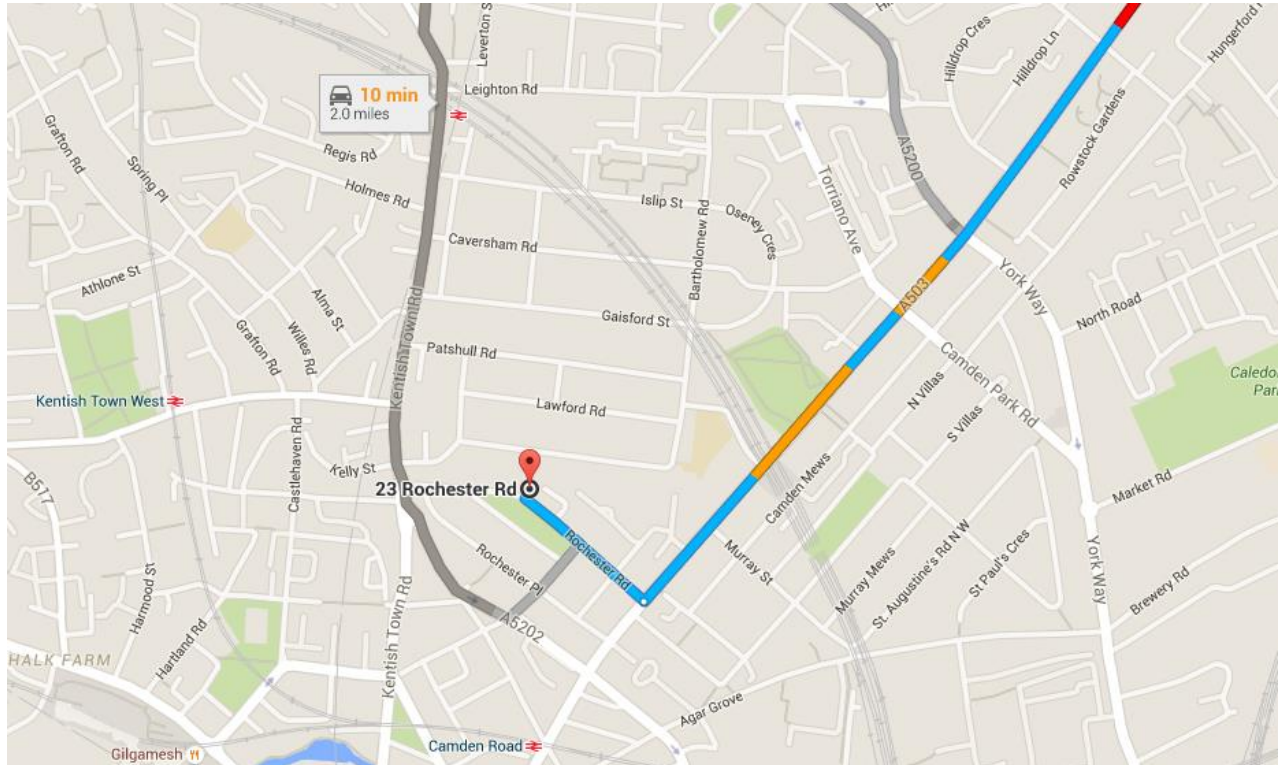 Hilldrop Cres
Hilldrop Ln
Hungerford
Leverton S
10 min
2.0 miles
Leighton Rd
Grafton Rd
Regis Rd
Spring Pl
Holmes Rd
Rowstock Gardens
A5200
Torriano Ave
Islip St
Oseney Cres
Bartholomew Rd
Caversham Rd
Athlone St
Alma St
Kentish Town Rd
A503
York Way
North Road
Gaisford St
Grafton Rd
Willes Rd
Patshull Rd
Camden Park Rd
Caledo
Par
Kentish Town West
Lawford Rd
N Villas
S Villas
Castlehaven Rd
Kelly St
23 Rochester Rd
B517
Camden Mews
Market Rd
Rochester Rd
Rochester Pl
Murray St
Murray Mews
St. Augustine's Rd N W
St Paul's Cres
York Way
Brewery Rd
Harmood St
Hartland Rd
A5202
Kentish Town Rd
HALK FARM
Agar Grove
Camden Road
Gilgamesh